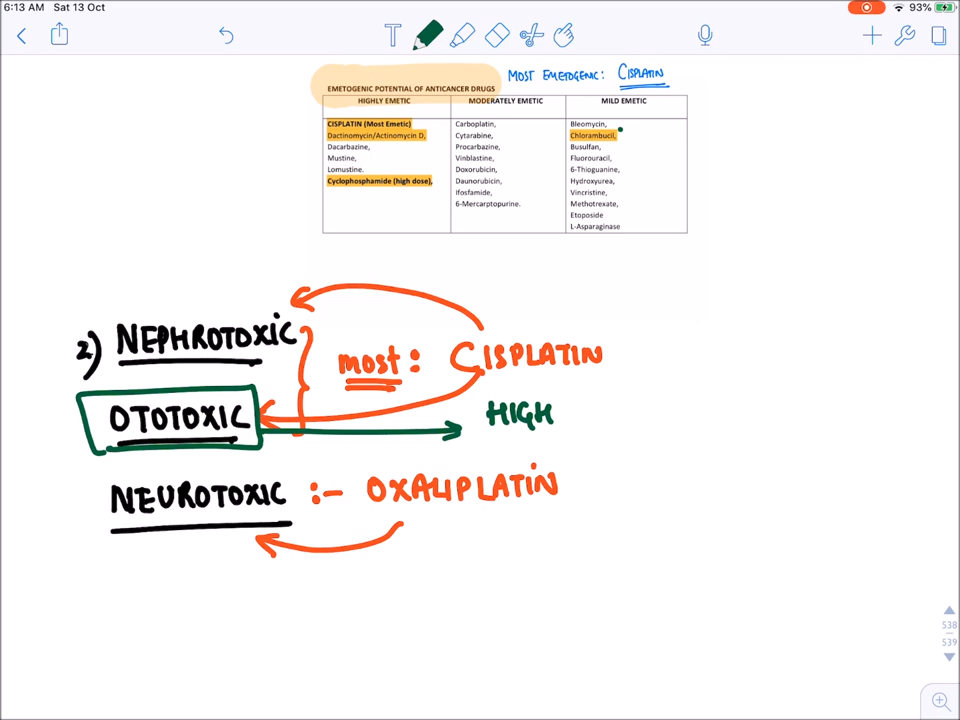 6:13 AM Sat 13 Oct 93%
MOST EMETOGENIC: CISPLATIN
EMETOGENIC POTENTIAL OF ANTICANCER DRUGS
HIGHLY EMETIC MODERATELY EMETIC MILD EMETIC
CISPLATIN (Most Emetic) Carboplatin, Bleomycin,
Dactinomycin/Actinomycin D, Cytarabine, Chlorambucil,
Dacarbazine, Procarbazine, Busulfan,
Mustine, Vinblastine, Fluorouracil,
Lomustine. Doxorubicin, 6-Thioguanine,
Cyclophosphamide (high dose), Daunorubicin, Hydroxyurea,
Ifosfamide, Vincristine,
6-Mercarptopurine. Methotrexate,
Etoposide
L-Asparaginase
2) NEPHROTOXIC
most: CISPLATIN
OTOTOXIC HIGH
NEUROTOXIC :- OXALIPLATIN
538
539